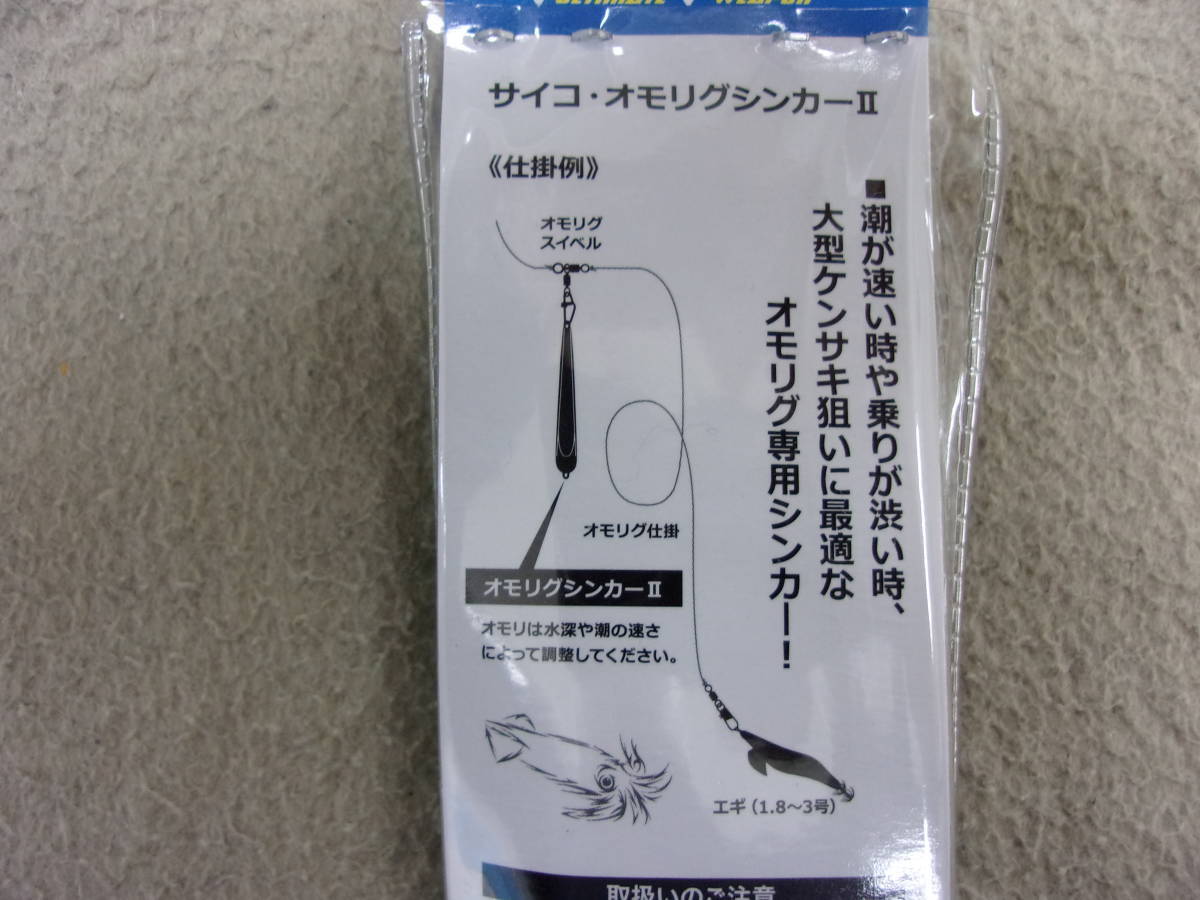 ULTIMATE WEAPON
サイコ・オモリグシンカーⅡ
《仕掛例》
■潮が速い時や乗りが渋い時、
大型ケンサキ狙いに最適な
オモリグ専用シンカー！
オモリグ
スイベル
オモリグ仕掛
オモリグシンカーⅡ
オモリは水深や潮の速さ
によって調整してください。
エギ（1.8～3号）
取扱いのご注意